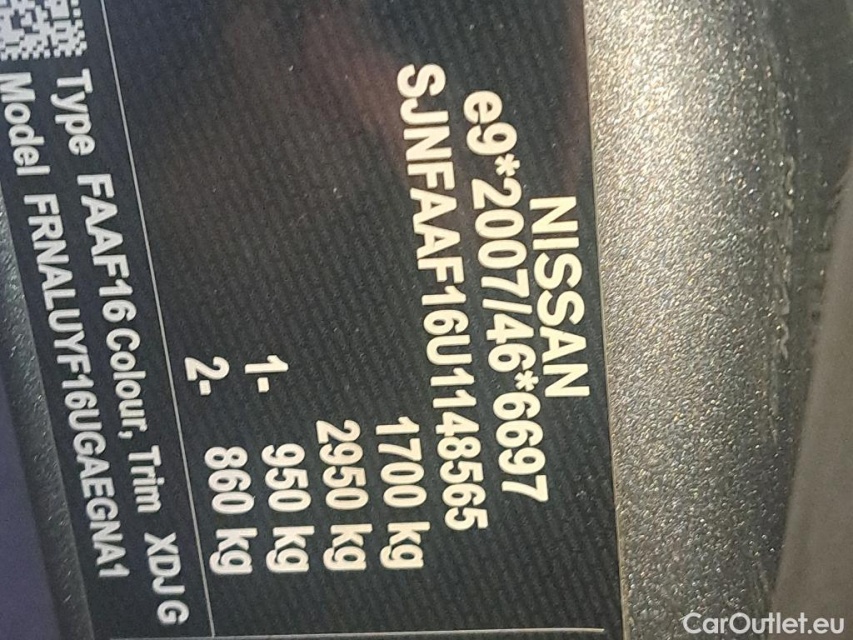 NISSAN
e9*2007/46*6697
SJNFAAF16U1148565
1700 kg
2950 kg
1- 950 kg
2- 860 kg
Type FAAF16 Colour, Trim XDJ G
Model FRNALUYF16UGAEGNA1
CarOutlet.eu